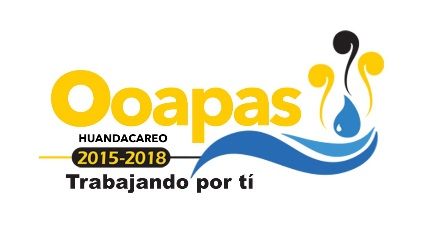 Ooapas
HUANDACAREO
2015-2018
Trabajando por tí